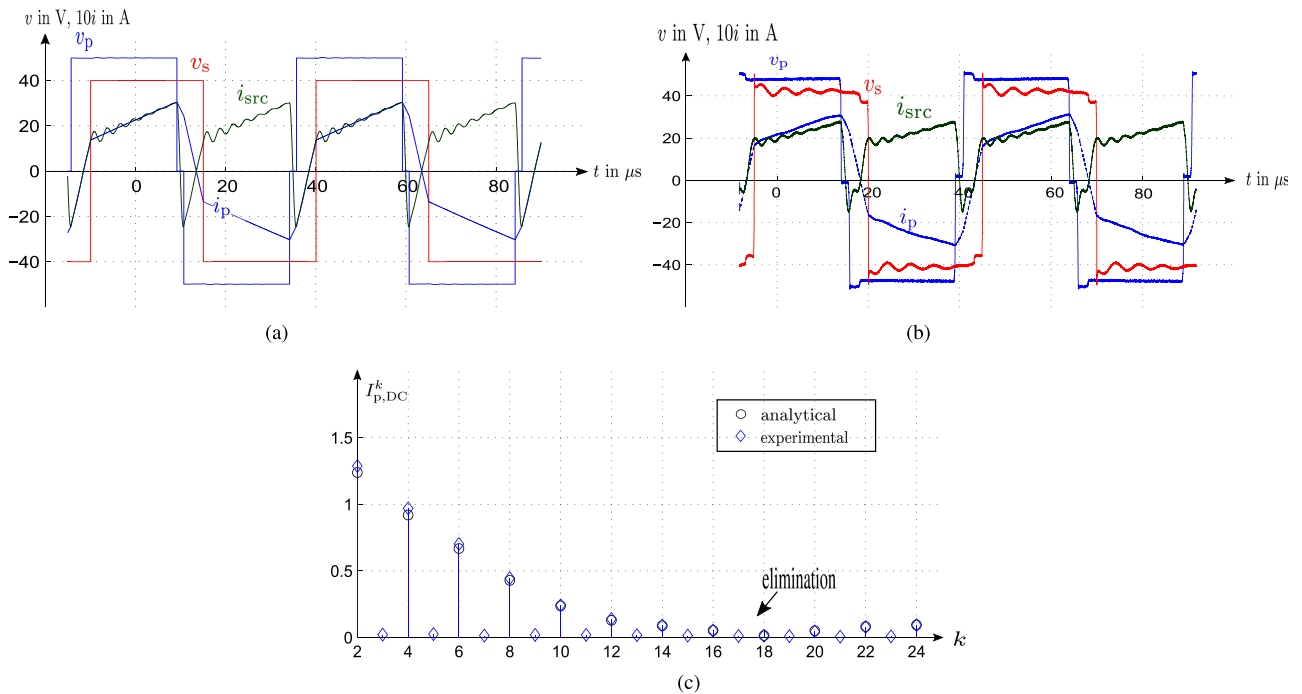 v in V, 10i in A
v_p
v_s
i_src
i_p
40
20
0
−20
−40
0 20 40 60 80
t in μs
(a)
v in V, 10i in A
v_p
v_s
i_src
i_p
40
20
0
−20
−40
0 20 40 60 80
t in μs
(b)
I^k_p,DC
1.5
1
0.5
0
analytical
experimental
elimination
2 4 6 8 10 12 14 16 18 20 22 24
k
(c)